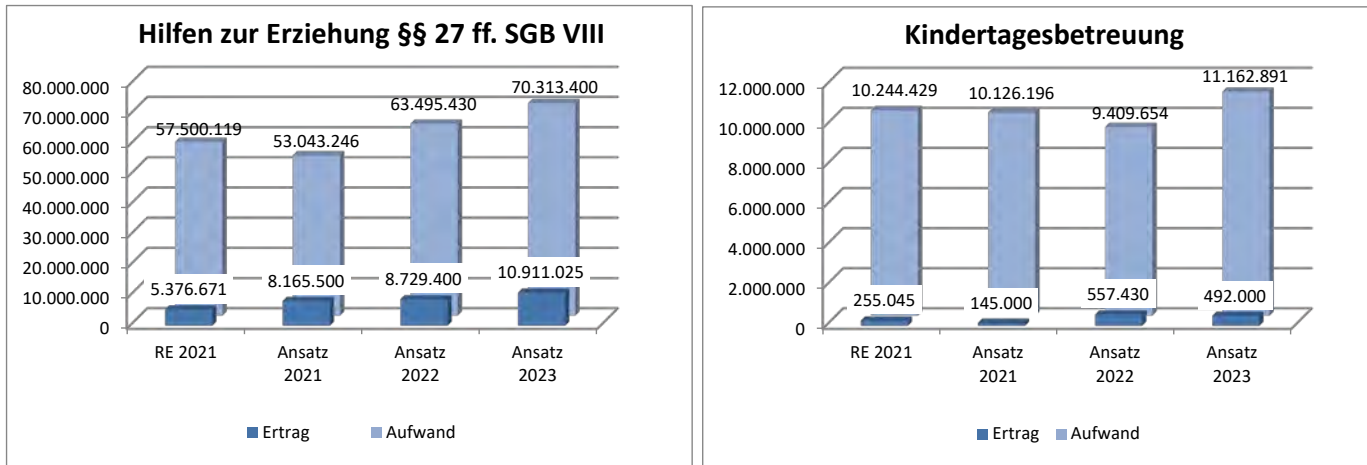 Hilfen zur Erziehung §§ 27 ff. SGB VIII
80.000.000
70.000.000
60.000.000
50.000.000
40.000.000
30.000.000
20.000.000
10.000.000
0
57.500.119
53.043.246
63.495.430
70.313.400
5.376.671
8.165.500
8.729.400
10.911.025
RE 2021
Ansatz
2021
Ansatz
2022
Ansatz
2023
Ertrag
Aufwand
Kindertagesbetreuung
12.000.000
10.000.000
8.000.000
6.000.000
4.000.000
2.000.000
0
10.244.429
10.126.196
9.409.654
11.162.891
255.045
145.000
557.430
492.000
RE 2021
Ansatz
2021
Ansatz
2022
Ansatz
2023
Ertrag
Aufwand